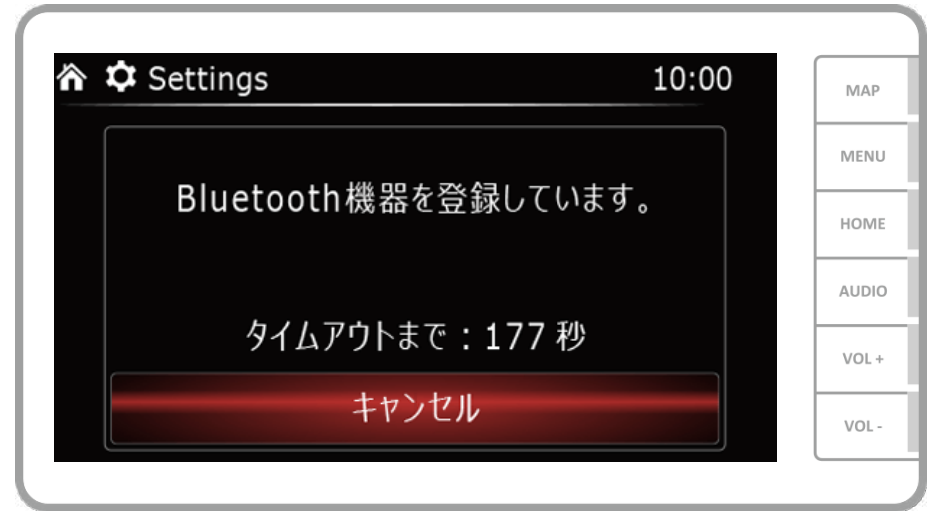 Settings 10:00
Bluetooth機器を登録しています。
タイムアウトまで：177 秒
キャンセル
MAP
MENU
HOME
AUDIO
VOL +
VOL -